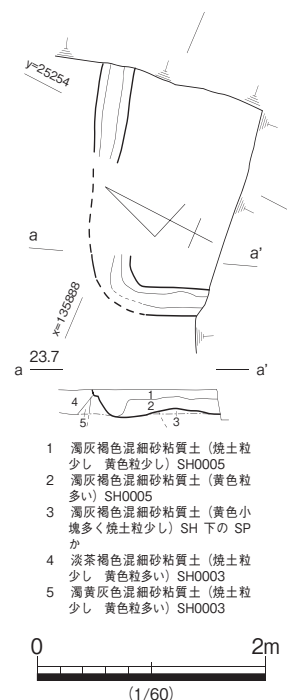 y=25254
a
a'
x=135888
23.7
a
a'
1
4
2
5
3
1 濁灰褐色混細砂粘質土（焼土粒
少し 黄色粒少し）SH0005
2 濁灰褐色混細砂粘質土（黄色粒
多い）SH0005
3 濁灰褐色混細砂粘質土（黄色小
塊多く焼土粒少し）SH 下の SP
か
4 淡茶褐色混細砂粘質土（焼土粒
少し 黄色粒多い）SH0003
5 濁黄灰色混細砂粘質土（焼土粒
少し 黄色粒多い）SH0003
0 2m
(1/60)